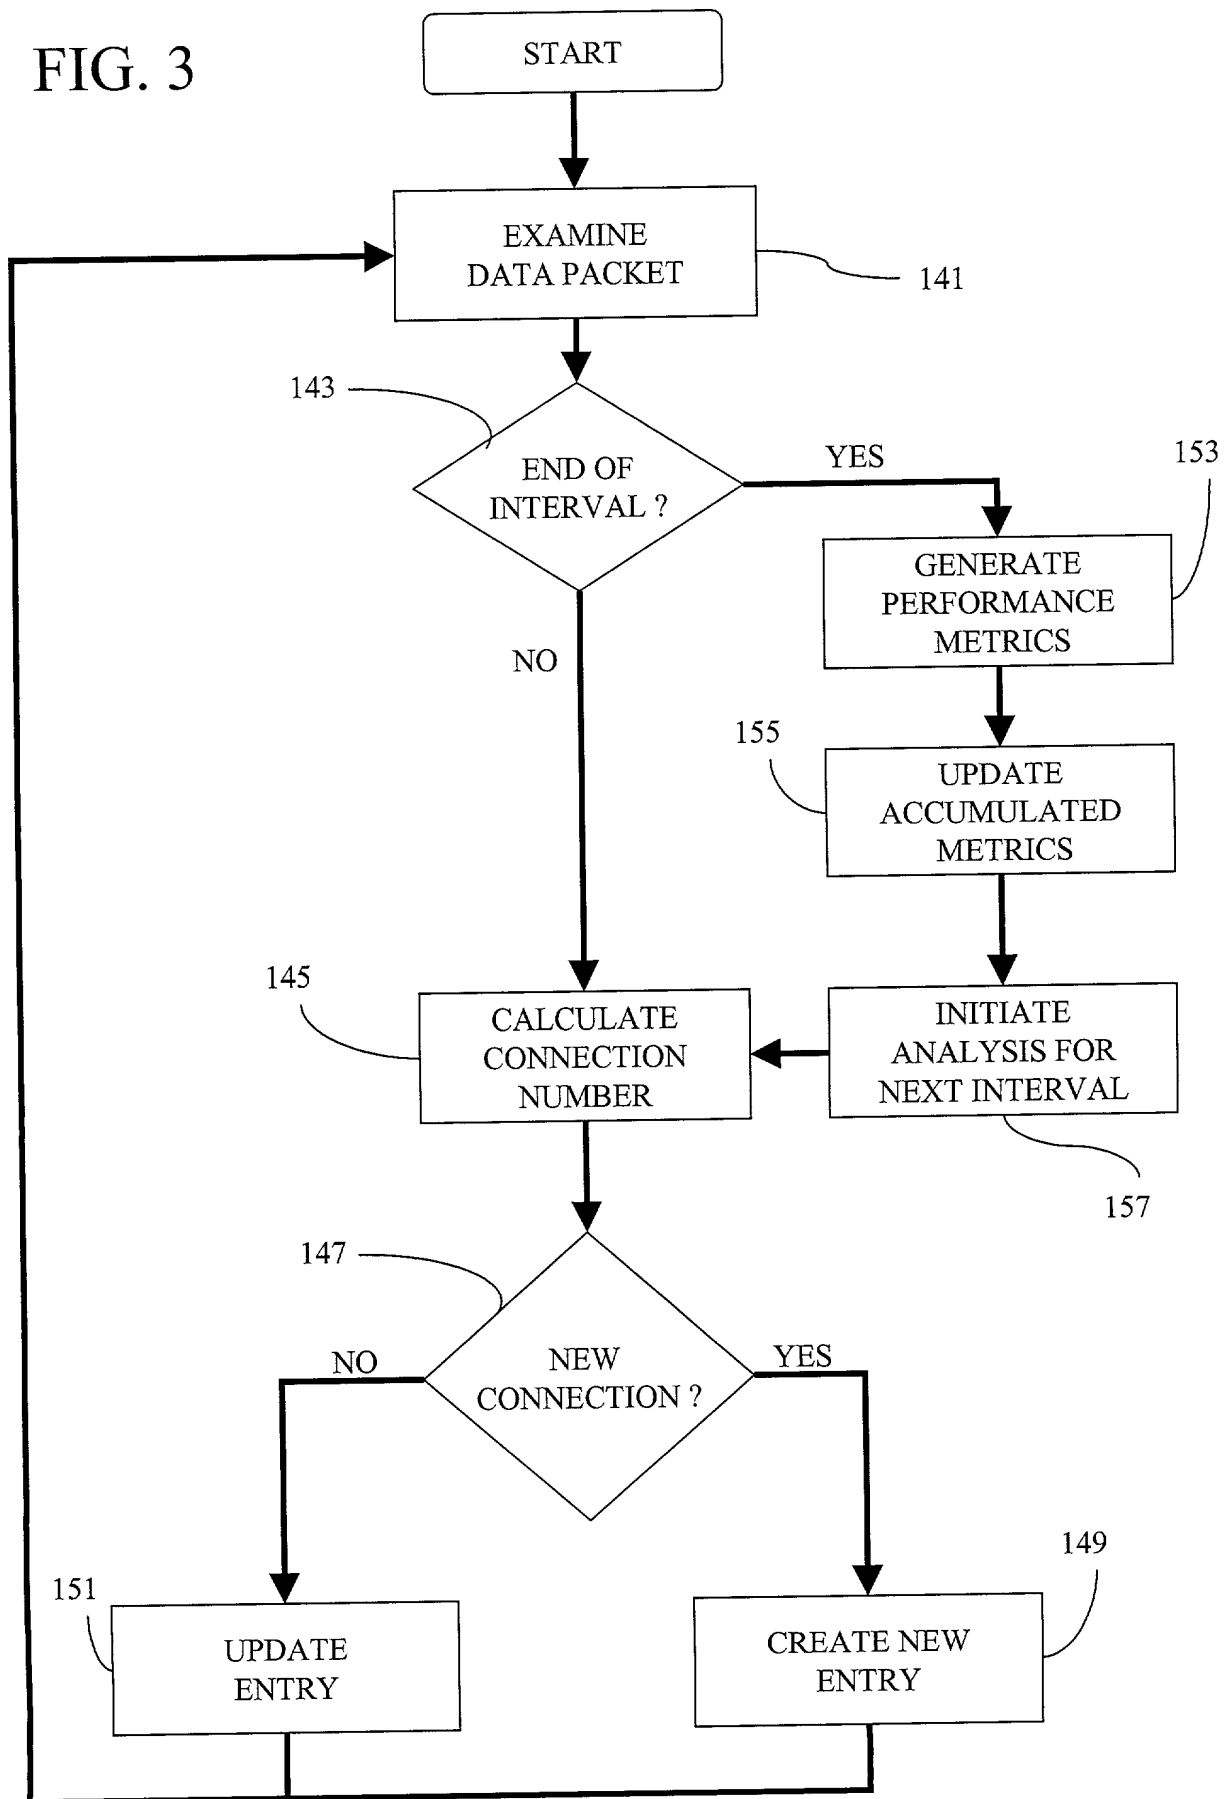 FIG. 3
START
EXAMINE
DATA PACKET
141
143
END OF
INTERVAL ?
YES
153
GENERATE
PERFORMANCE
METRICS
NO
155
UPDATE
ACCUMULATED
METRICS
145
CALCULATE
CONNECTION
NUMBER
INITIATE
ANALYSIS FOR
NEXT INTERVAL
157
147
NO
NEW
CONNECTION ?
YES
149
151
UPDATE
ENTRY
CREATE NEW
ENTRY